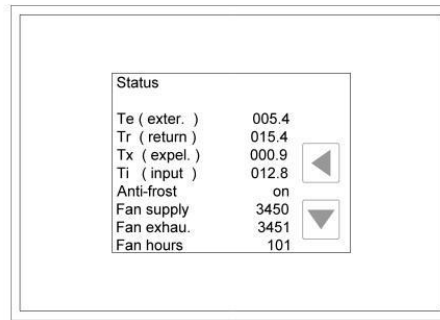 Status
Te ( exter. ) 005.4
Tr ( return ) 015.4
Tx ( expel. ) 000.9
Ti ( input ) 012.8
Anti-frost on
Fan supply 3450
Fan exhau. 3451
Fan hours 101